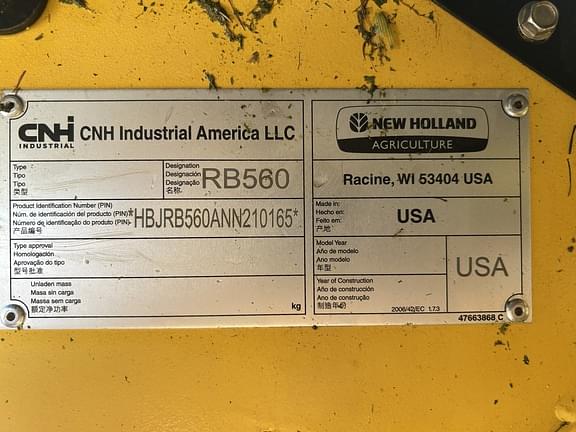 CNH INDUSTRIAL
CNH Industrial America LLC
Type
Tipo
Tipo
类型
Designation
Designación
Designação
名称.
RB560
Product Identification Number (PIN)
Núm. de identificación del producto (PIN)
Número de identificação do produto (PIN)
产品编号
*HBJRB560ANN210165*
Type approval
Homologación
Aprovação do tipo
型号批准
Unladen mass
Masa sin carga
Massa sem carga
额定净功率
kg
NEW HOLLAND
AGRICULTURE
Racine, WI 53404 USA
Made in:
Hecho en:
Feito em:
产地
USA
Model Year
Año de modelo
Ano modelo
年型
USA
Year of Construction
Año de construcción
Ano de construção
制造年份
2006/42/EC 1.7.3
47663868 C